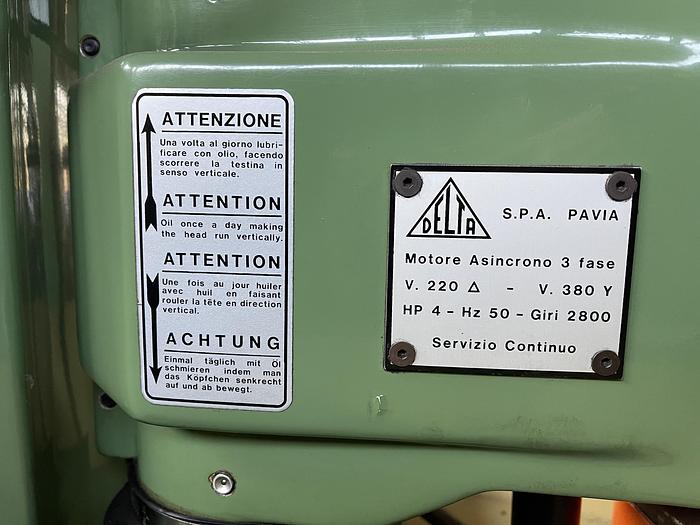 ATTENZIONE
Una volta al giorno lubri-
ficare con olio, facendo
scorrere la testina in
senso verticale.
ATTENTION
Oil once a day making
the head run vertically.
ATTENTION
Une fois au jour huiler
avec huil en faisant
rouler la tête en direction
vertical.
ACHTUNG
Einmal täglich mit Öl
schmieren indem man
das Köpfchen senkrecht
auf und ab bewegt.
DELTA S.P.A. PAVIA
Motore Asincrono 3 fase
V. 220 Δ - V. 380 Y
HP 4 - Hz 50 - Giri 2800
Servizio Continuo